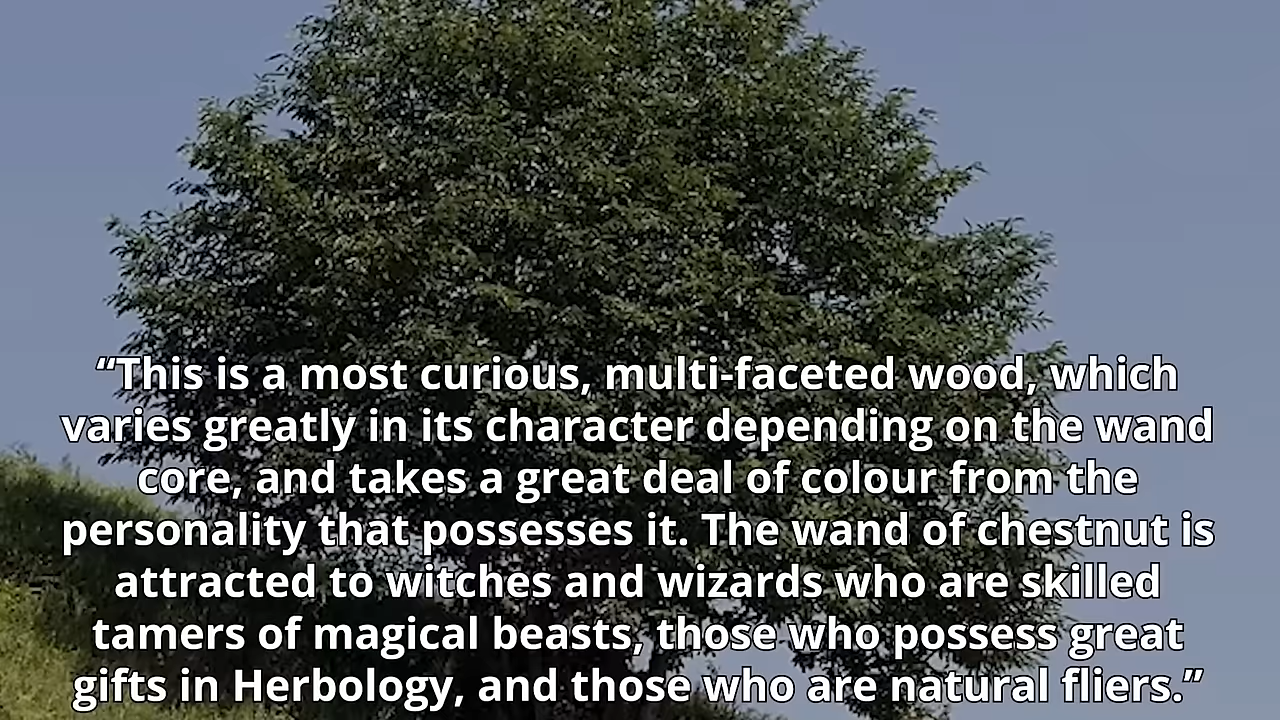 “This is a most curious, multi-faceted wood, which
varies greatly in its character depending on the wand
core, and takes a great deal of colour from the
personality that possesses it. The wand of chestnut is
attracted to witches and wizards who are skilled
tamers of magical beasts, those who possess great
gifts in Herbology, and those who are natural fliers.”